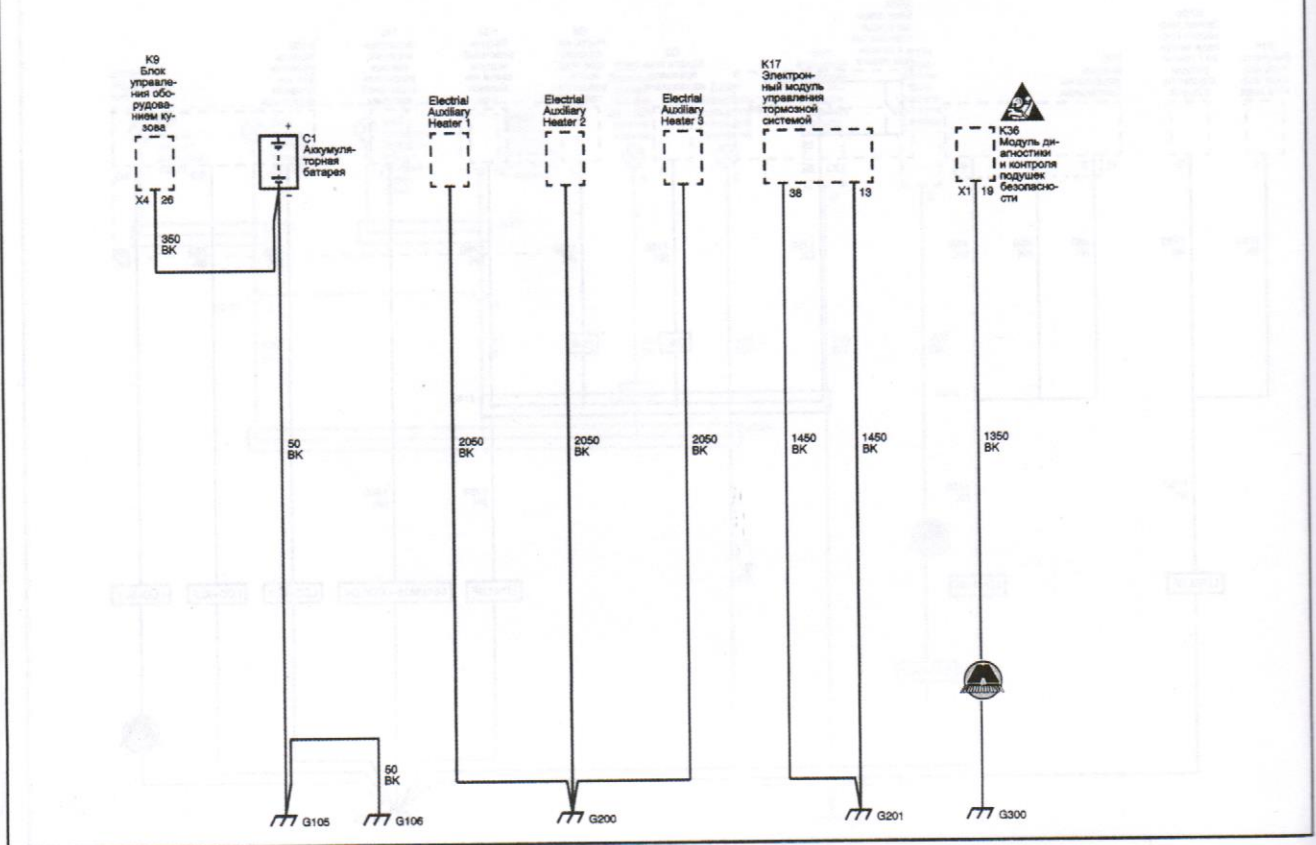 K9
Блок
управле-
ния обо-
рудова-
нием ку-
зова
X4
26
350
BK
+
C1
Аккумуля-
торная
батарея
-
50
BK
50
BK
G105
G106
Electrial
Auxiliary
Heater 1
2050
BK
Electrial
Auxiliary
Heater 2
2050
BK
Electrial
Auxiliary
Heater 3
2050
BK
G200
K17
Электрон-
ный модуль
управления
тормозной
системой
38
13
1450
BK
1450
BK
G201
K36
Модуль ди-
агностики
и контроля
подушек
безопасно-
сти
X1
19
1350
BK
G300